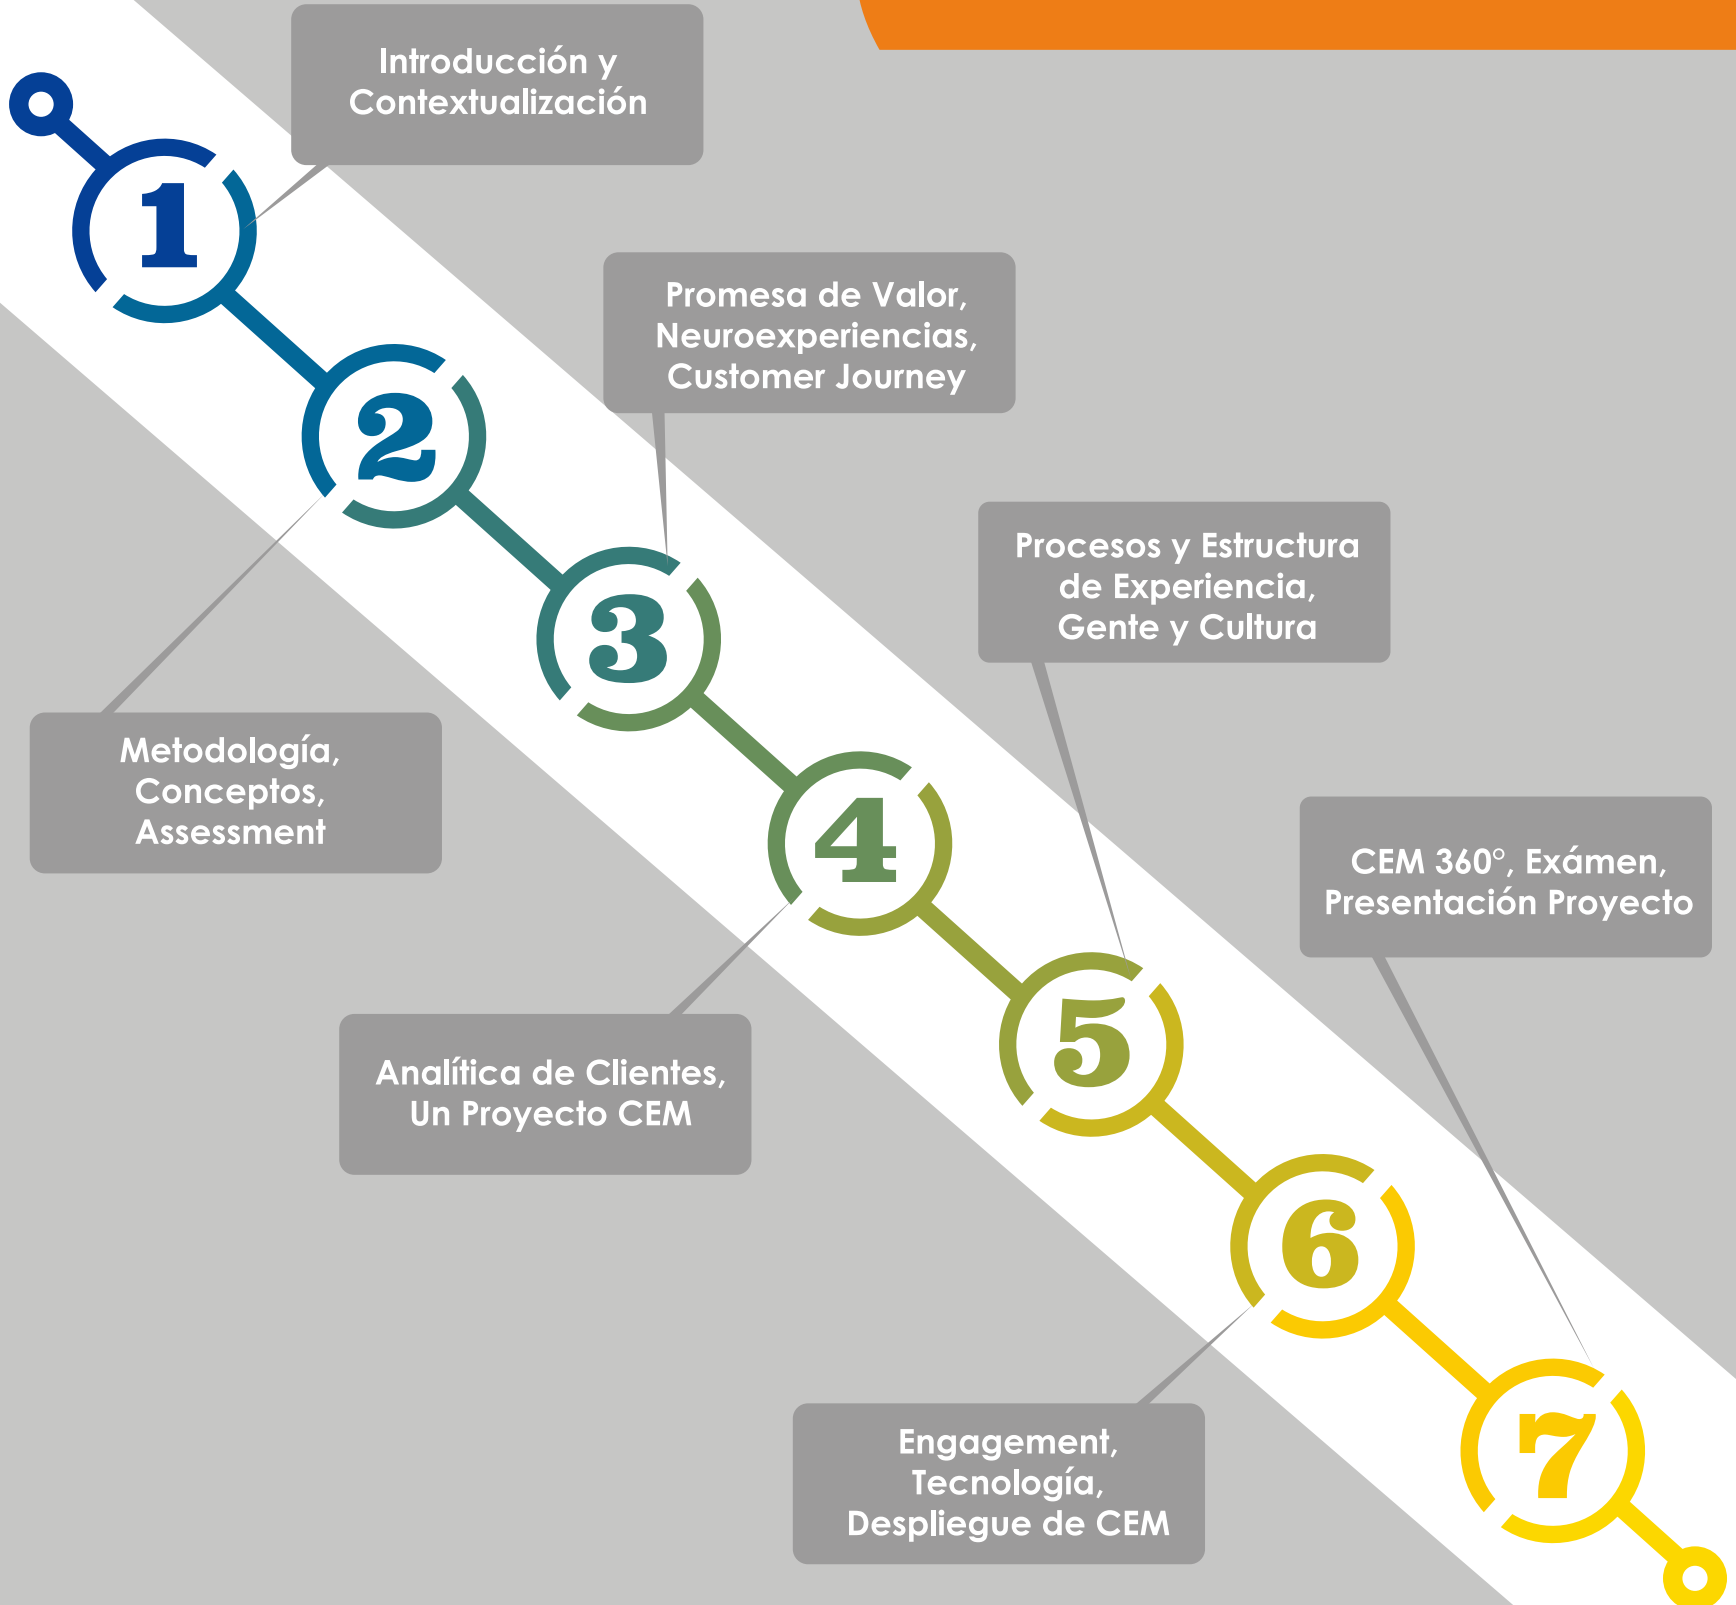 1
Introducción y
Contextualización
2
Metodología,
Conceptos,
Assessment
3
Promesa de Valor,
Neuroexperiencias,
Customer Journey
4
Analítica de Clientes,
Un Proyecto CEM
5
Procesos y Estructura
de Experiencia,
Gente y Cultura
6
Engagement,
Tecnología,
Despliegue de CEM
7
CEM 360°, Exámen,
Presentación Proyecto